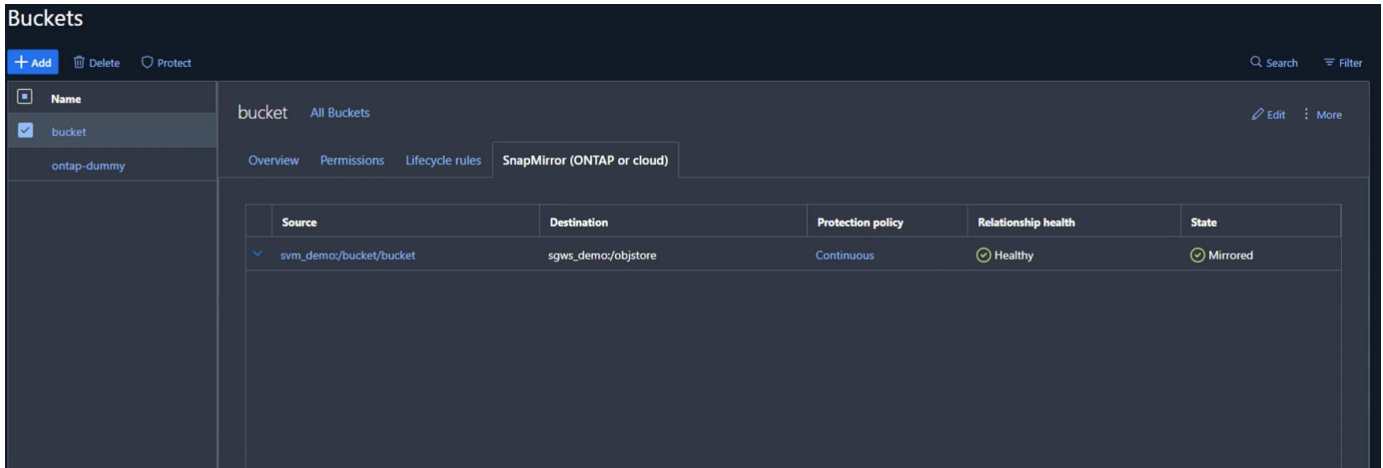 Buckets
Add Delete Protect Search Filter
Name
bucket
ontap-dummy
bucket All Buckets Edit More
Overview Permissions Lifecycle rules SnapMirror (ONTAP or cloud)
Source Destination Protection policy Relationship health State
svm_demo:/bucket/bucket sgws_demo:/objstore Continuous Healthy Mirrored